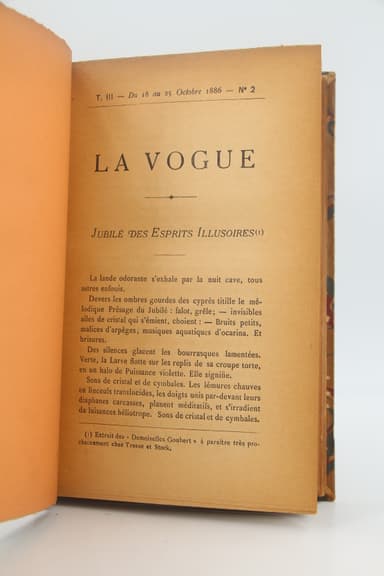 T. III — Du 18 au 25 Octobre 1886 — N° 2
LA VOGUE
JUBILÉ DES ESPRITS ILLUSOIRES (1)
La lande odorante s'exhale par la nuit cave, tous
autres enfouis.
Devers les ombres gourdes des cyprès titille le mé-
lodique Présage du Jubilé : falot, grêle; — invisibles
ailes de cristal qui s'émient, choient : — Bruits petits,
malices d'arpèges, musiques aquatiques d'ocarina. Et
brisures.
Des silences glacent les bourrasques lamentées.
Verte, la Larve flotte sur les replis de sa croupe torte,
en un halo de Puissance violette. Elle signifie.
Sons de cristal et de cymbales. Les lémures chauves
en linceuls translucides, les doigts unis par-devant leurs
diaphanes carcasses, planent méditatifs, et s'irradient
de luisances héliotrope. Sons de cristal et de cymbales.
(1) Extrait des « Demoiselles Goubert » à paraître très pro-
chainement chez Tresse et Stock.